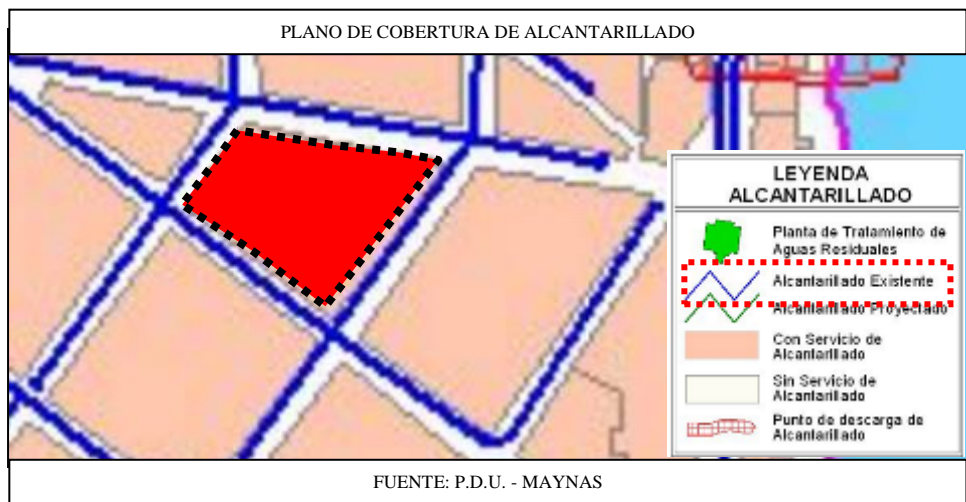 PLANO DE COBERTURA DE ALCANTARILLADO
LEYENDA
ALCANTARILLADO
Planta de Tratamiento de
Aguas Residuales
Alcantarillado Existente
Alcantarillado Proyectado
Con Servicio de
Alcantarillado
Sin Servicio de
Alcantarillado
Punto de descarga de
Alcantarillado
FUENTE: P.D.U. - MAYNAS